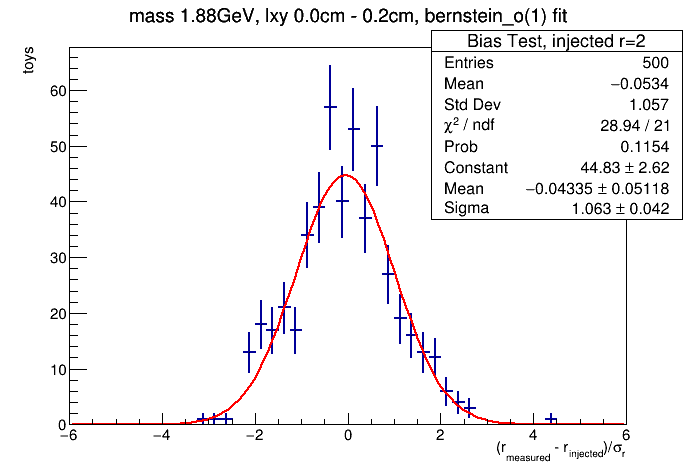 mass 1.88GeV, lxy 0.0cm - 0.2cm, bernstein_o(1) fit
toys
Bias Test, injected r=2
Entries 500
Mean −0.0534
Std Dev 1.057
χ² / ndf 28.94 / 21
Prob 0.1154
Constant 44.83 ± 2.62
Mean −0.04335 ± 0.05118
Sigma 1.063 ± 0.042
60
50
40
30
20
10
0
−6 −4 −2 0 2 4 6
(r_measured - r_injected)/σ_r